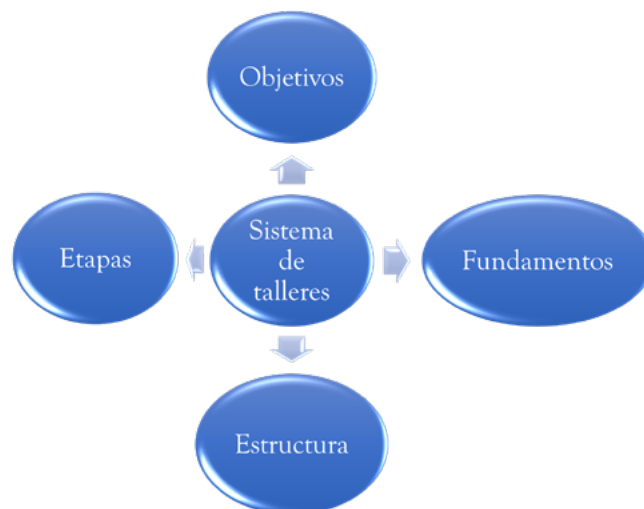 Objetivos
Etapas
Sistema
de
talleres
Fundamentos
Estructura